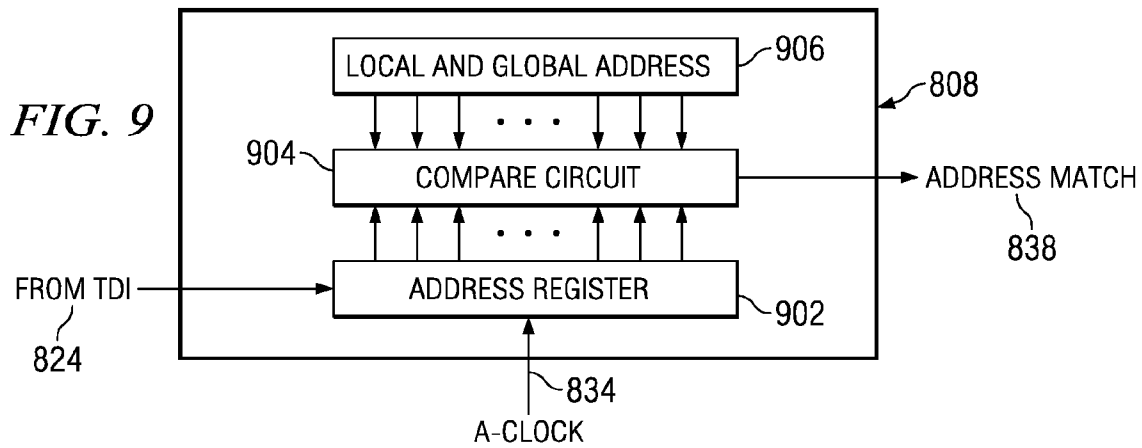 LOCAL AND GLOBAL ADDRESS
906
808
FIG. 9
904
COMPARE CIRCUIT
ADDRESS MATCH
838
FROM TDI
824
ADDRESS REGISTER
902
834
A-CLOCK